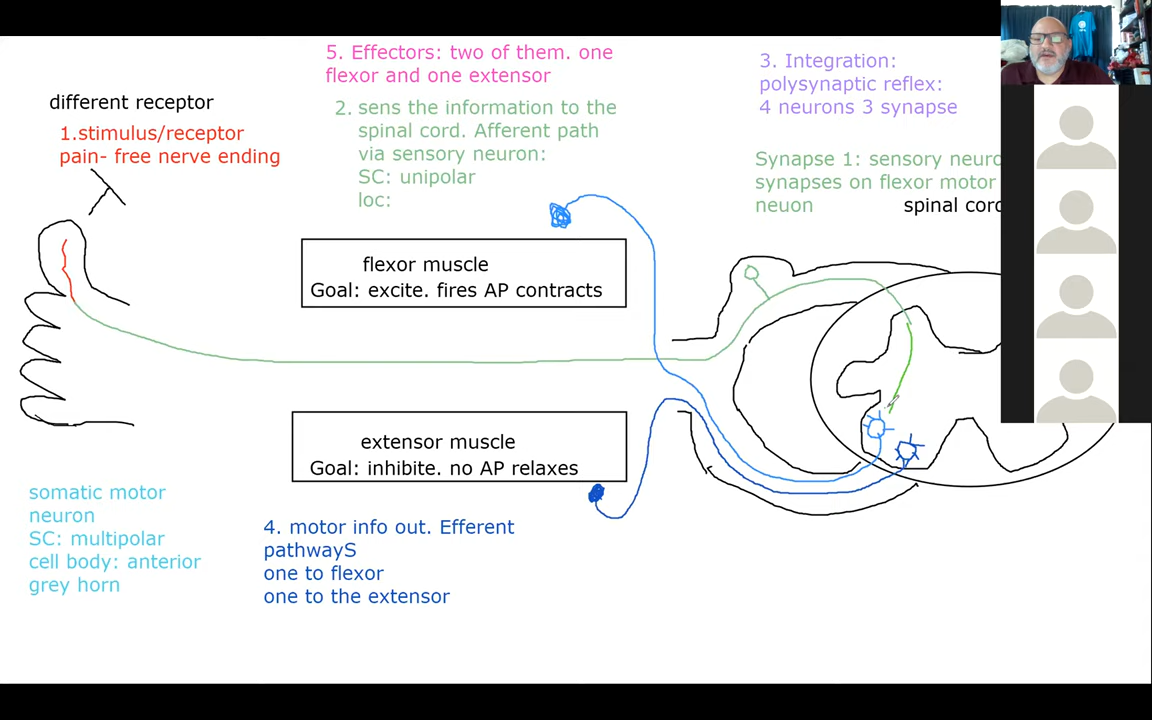 5. Effectors: two of them. one
flexor and one extensor
3. Integration:
polysynaptic reflex:
4 neurons 3 synapse
different receptor
1.stimulus/receptor
pain- free nerve ending
2. sens the information to the
spinal cord. Afferent path
via sensory neuron:
SC: unipolar
loc:
Synapse 1: sensory neuro
synapses on flexor motor
neuon
spinal cord
flexor muscle
Goal: excite. fires AP contracts
extensor muscle
Goal: inhibite. no AP relaxes
somatic motor
neuron
SC: multipolar
cell body: anterior
grey horn
4. motor info out. Efferent
pathwayS
one to flexor
one to the extensor